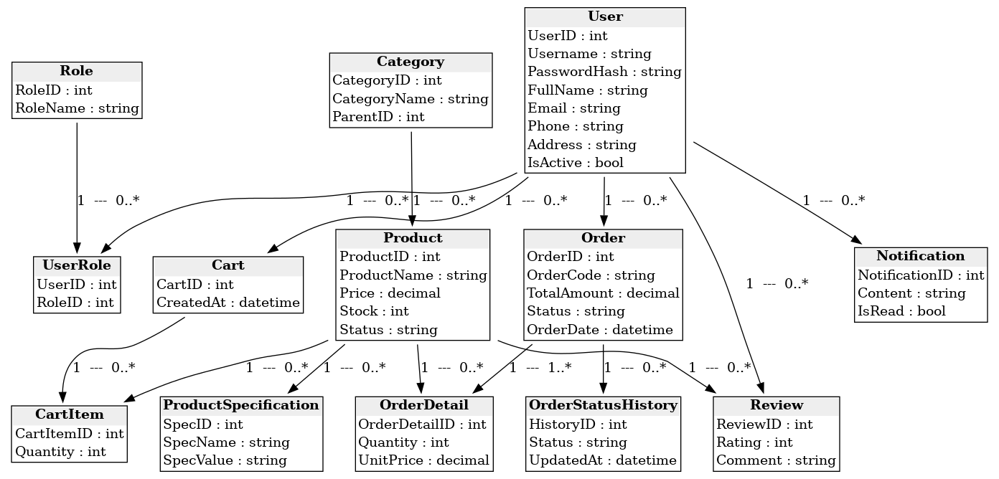 User
UserID : int
Username : string
PasswordHash : string
FullName : string
Email : string
Phone : string
Address : string
IsActive : bool
Category
CategoryID : int
CategoryName : string
ParentID : int
Role
RoleID : int
RoleName : string
1 --- 0..*
1 --- 0..*
1 --- 0..*
1 --- 0..*
1 --- 0..*
1 --- 0..*
UserRole
UserID : int
RoleID : int
Cart
CartID : int
CreatedAt : datetime
Product
ProductID : int
ProductName : string
Price : decimal
Stock : int
Status : string
Order
OrderID : int
OrderCode : string
TotalAmount : decimal
Status : string
OrderDate : datetime
1 --- 0..*
Notification
NotificationID : int
Content : string
IsRead : bool
1 --- 0..*
1 --- 0..*
1 --- 0..*
1 --- 0..*
1 --- 1..*
1 --- 0..*
1 --- 0..*
CartItem
CartItemID : int
Quantity : int
ProductSpecification
SpecID : int
SpecName : string
SpecValue : string
OrderDetail
OrderDetailID : int
Quantity : int
UnitPrice : decimal
OrderStatusHistory
HistoryID : int
Status : string
UpdatedAt : datetime
Review
ReviewID : int
Rating : int
Comment : string